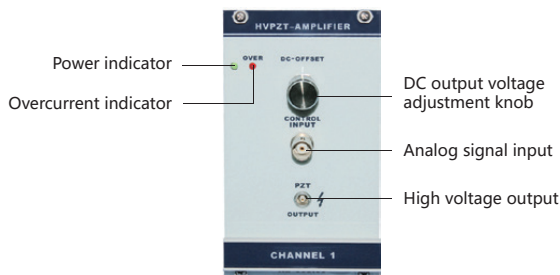 HVPZT-AMPLIFIER
OVER
DC-OFFSET
Power indicator
Overcurrent indicator
DC output voltage
adjustment knob
CONTROL
INPUT
Analog signal input
PZT
High voltage output
OUTPUT
CHANNEL 1